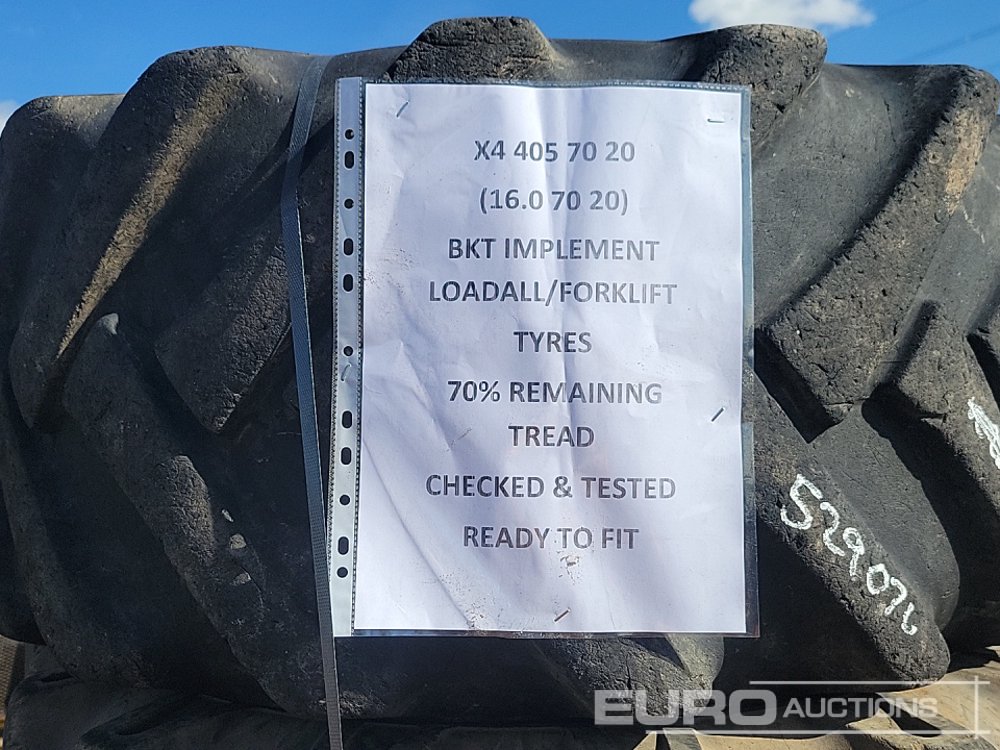 X4 405 70 20
(16.0 70 20)
BKT IMPLEMENT
LOADALL/FORKLIFT
TYRES
70% REMAINING
TREAD
CHECKED & TESTED
READY TO FIT
529076
EURO AUCTIONS